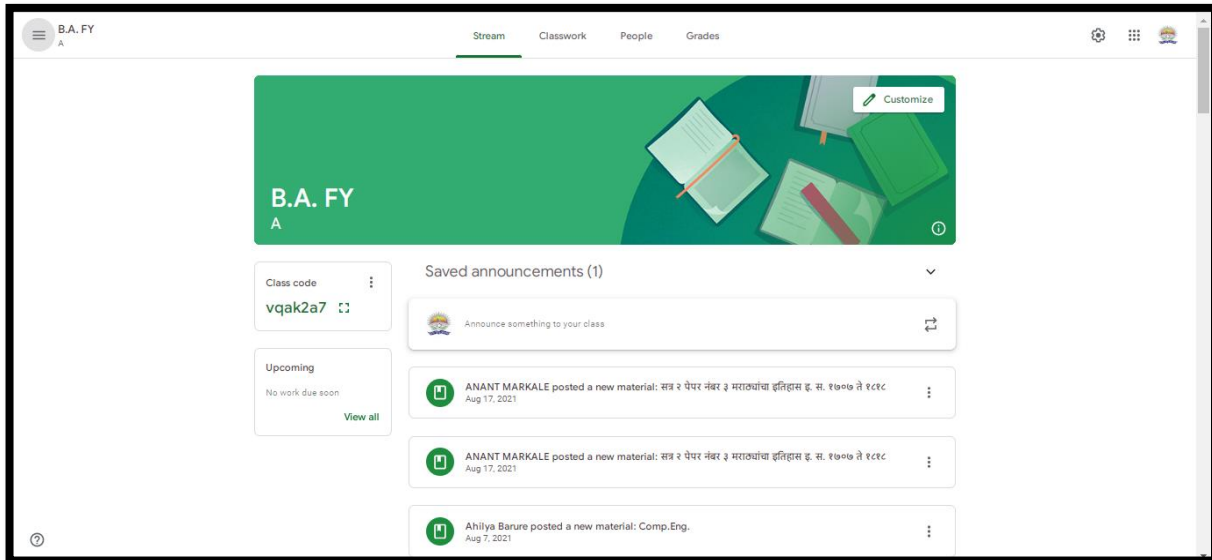 B.A. FY
A
Stream
Classwork
People
Grades
Customize
B.A. FY
A
Class code
vqak2a7
Upcoming
No work due soon
View all
Saved announcements (1)
Announce something to your class
ANANT MARKALE posted a new material: सत्र २ पेपर नंबर ३ मराठ्यांचा इतिहास इ. स. १७०७ ते १८१८
Aug 17, 2021
ANANT MARKALE posted a new material: सत्र २ पेपर नंबर ३ मराठ्यांचा इतिहास इ. स. १७०७ ते १८१८
Aug 17, 2021
Ahilya Barure posted a new material: Comp.Eng.
Aug 7, 2021